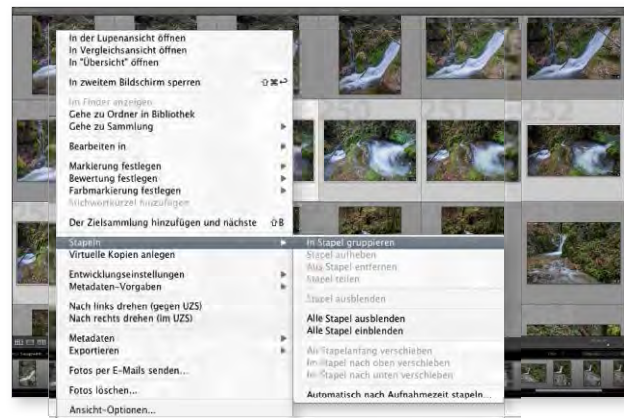 In der Lupenansicht öffnen
In Vergleichsansicht öffnen
In "Übersicht" öffnen
In zweitem Bildschirm sperren ⇧⌘↩
Im Finder anzeigen
Gehe zu Ordner in Bibliothek
Gehe zu Sammlung
Bearbeiten in
Markierung festlegen
Bewertung festlegen
Farbmarkierung festlegen
Stichwortkürzel hinzufügen
Der Zielsammlung hinzufügen und nächste ⇧B
Stapeln
Virtuelle Kopien anlegen
Entwicklungseinstellungen
Metadaten-Vorgaben
Nach links drehen (gegen UZS)
Nach rechts drehen (im UZS)
Metadaten
Exportieren
Fotos per E-Mails senden...
Fotos löschen...
Ansicht-Optionen...
In Stapel gruppieren
Stapel aufheben
Aus Stapel entfernen
Stapel teilen
Stapel ausblenden
Alle Stapel ausblenden
Alle Stapel einblenden
An Stapelanfang verschieben
Im Stapel nach oben verschieben
Im Stapel nach unten verschieben
Automatisch nach Aufnahmezeit stapeln...
250
251
252